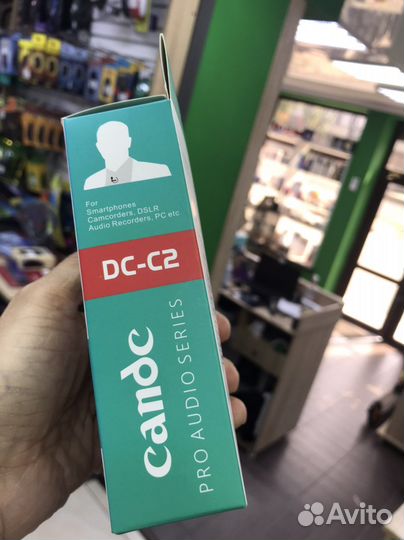 For
Smartphones
Camcorders, DSLR
Audio Recorders, PC etc
DC-C2
candc
PRO AUDIO SERIES
Avito